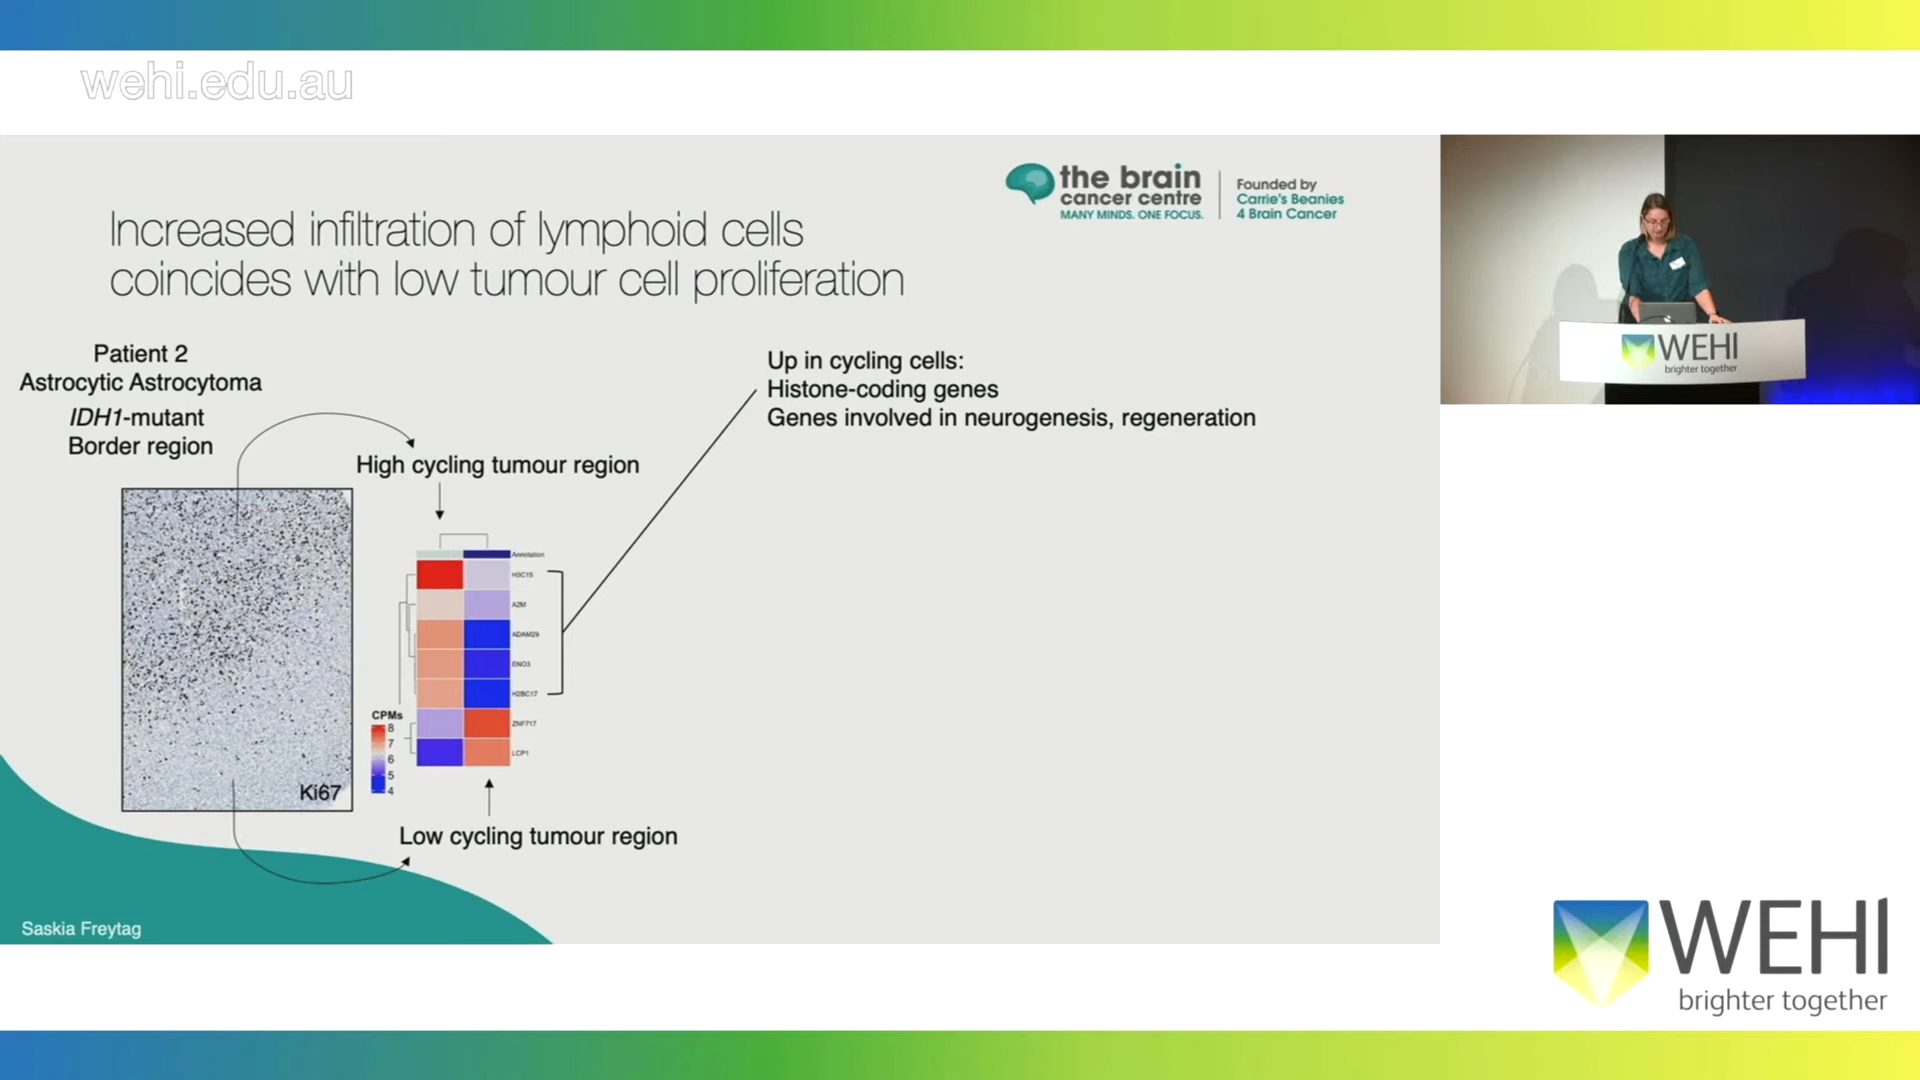 wehi.edu.au
the brain
cancer centre
MANY MINDS. ONE FOCUS.
Founded by
Carrie's Beanies
4 Brain Cancer
Increased infiltration of lymphoid cells
coincides with low tumour cell proliferation
Patient 2
Astrocytic Astrocytoma
IDH1-mutant
Border region
High cycling tumour region
Up in cycling cells:
Histone-coding genes
Genes involved in neurogenesis, regeneration
Annotation
H3C15
A2M
ADAM29
ENO3
H2BC17
ZNF717
LCP1
CPMs
8
7
6
5
4
Ki67
Low cycling tumour region
Saskia Freytag
WEHI
brighter together
WEHI
brighter together